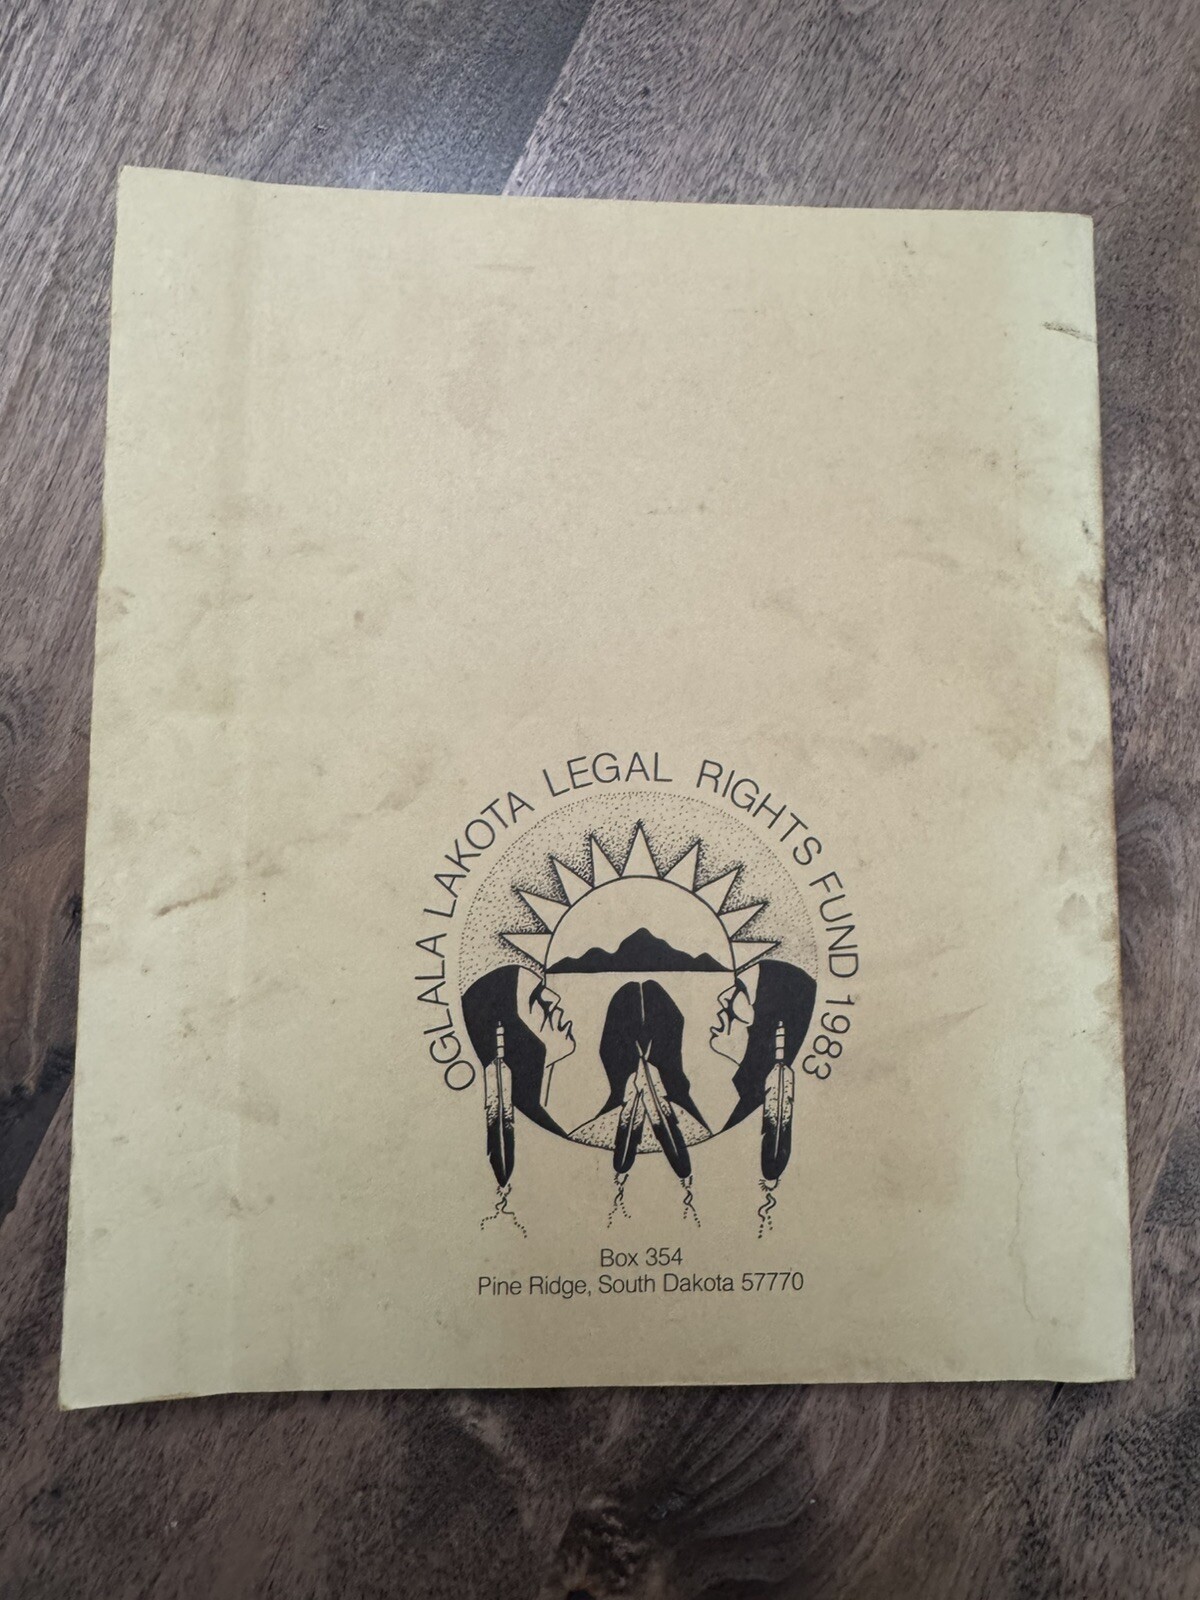 OGLALA LAKOTA LEGAL RIGHTS FUND 1983
Box 354
Pine Ridge, South Dakota 57770